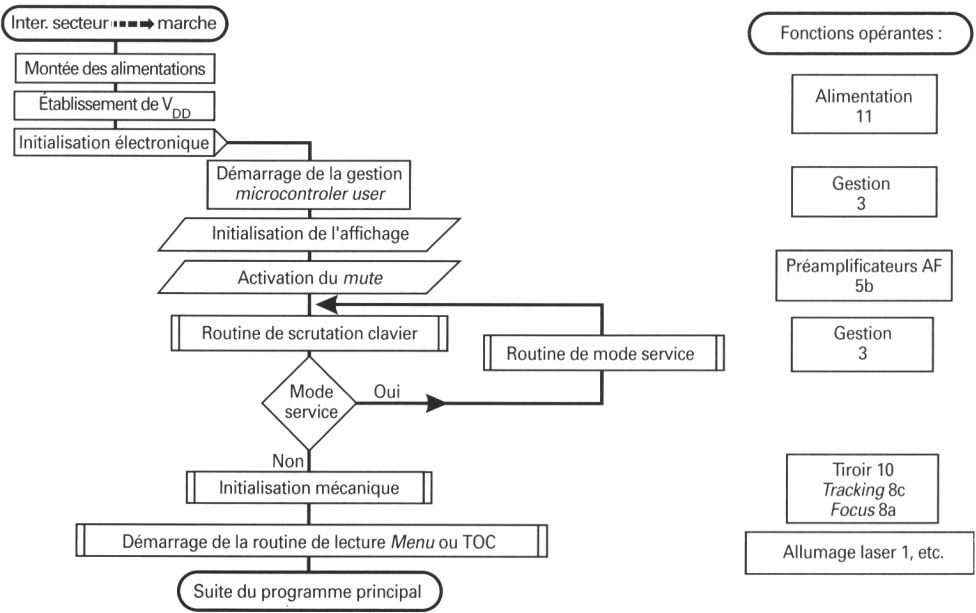 Inter. secteur marche
Montée des alimentations
Établissement de VDD
Initialisation électronique
Démarrage de la gestion
microcontroler user
Initialisation de l'affichage
Activation du mute
Routine de scrutation clavier
Routine de mode service
Mode
service
Oui
Non
Initialisation mécanique
Démarrage de la routine de lecture Menu ou TOC
Suite du programme principal
Fonctions opérantes :
Alimentation
11
Gestion
3
Préamplificateurs AF
5b
Gestion
3
Tiroir 10
Tracking 8c
Focus 8a
Allumage laser 1, etc.